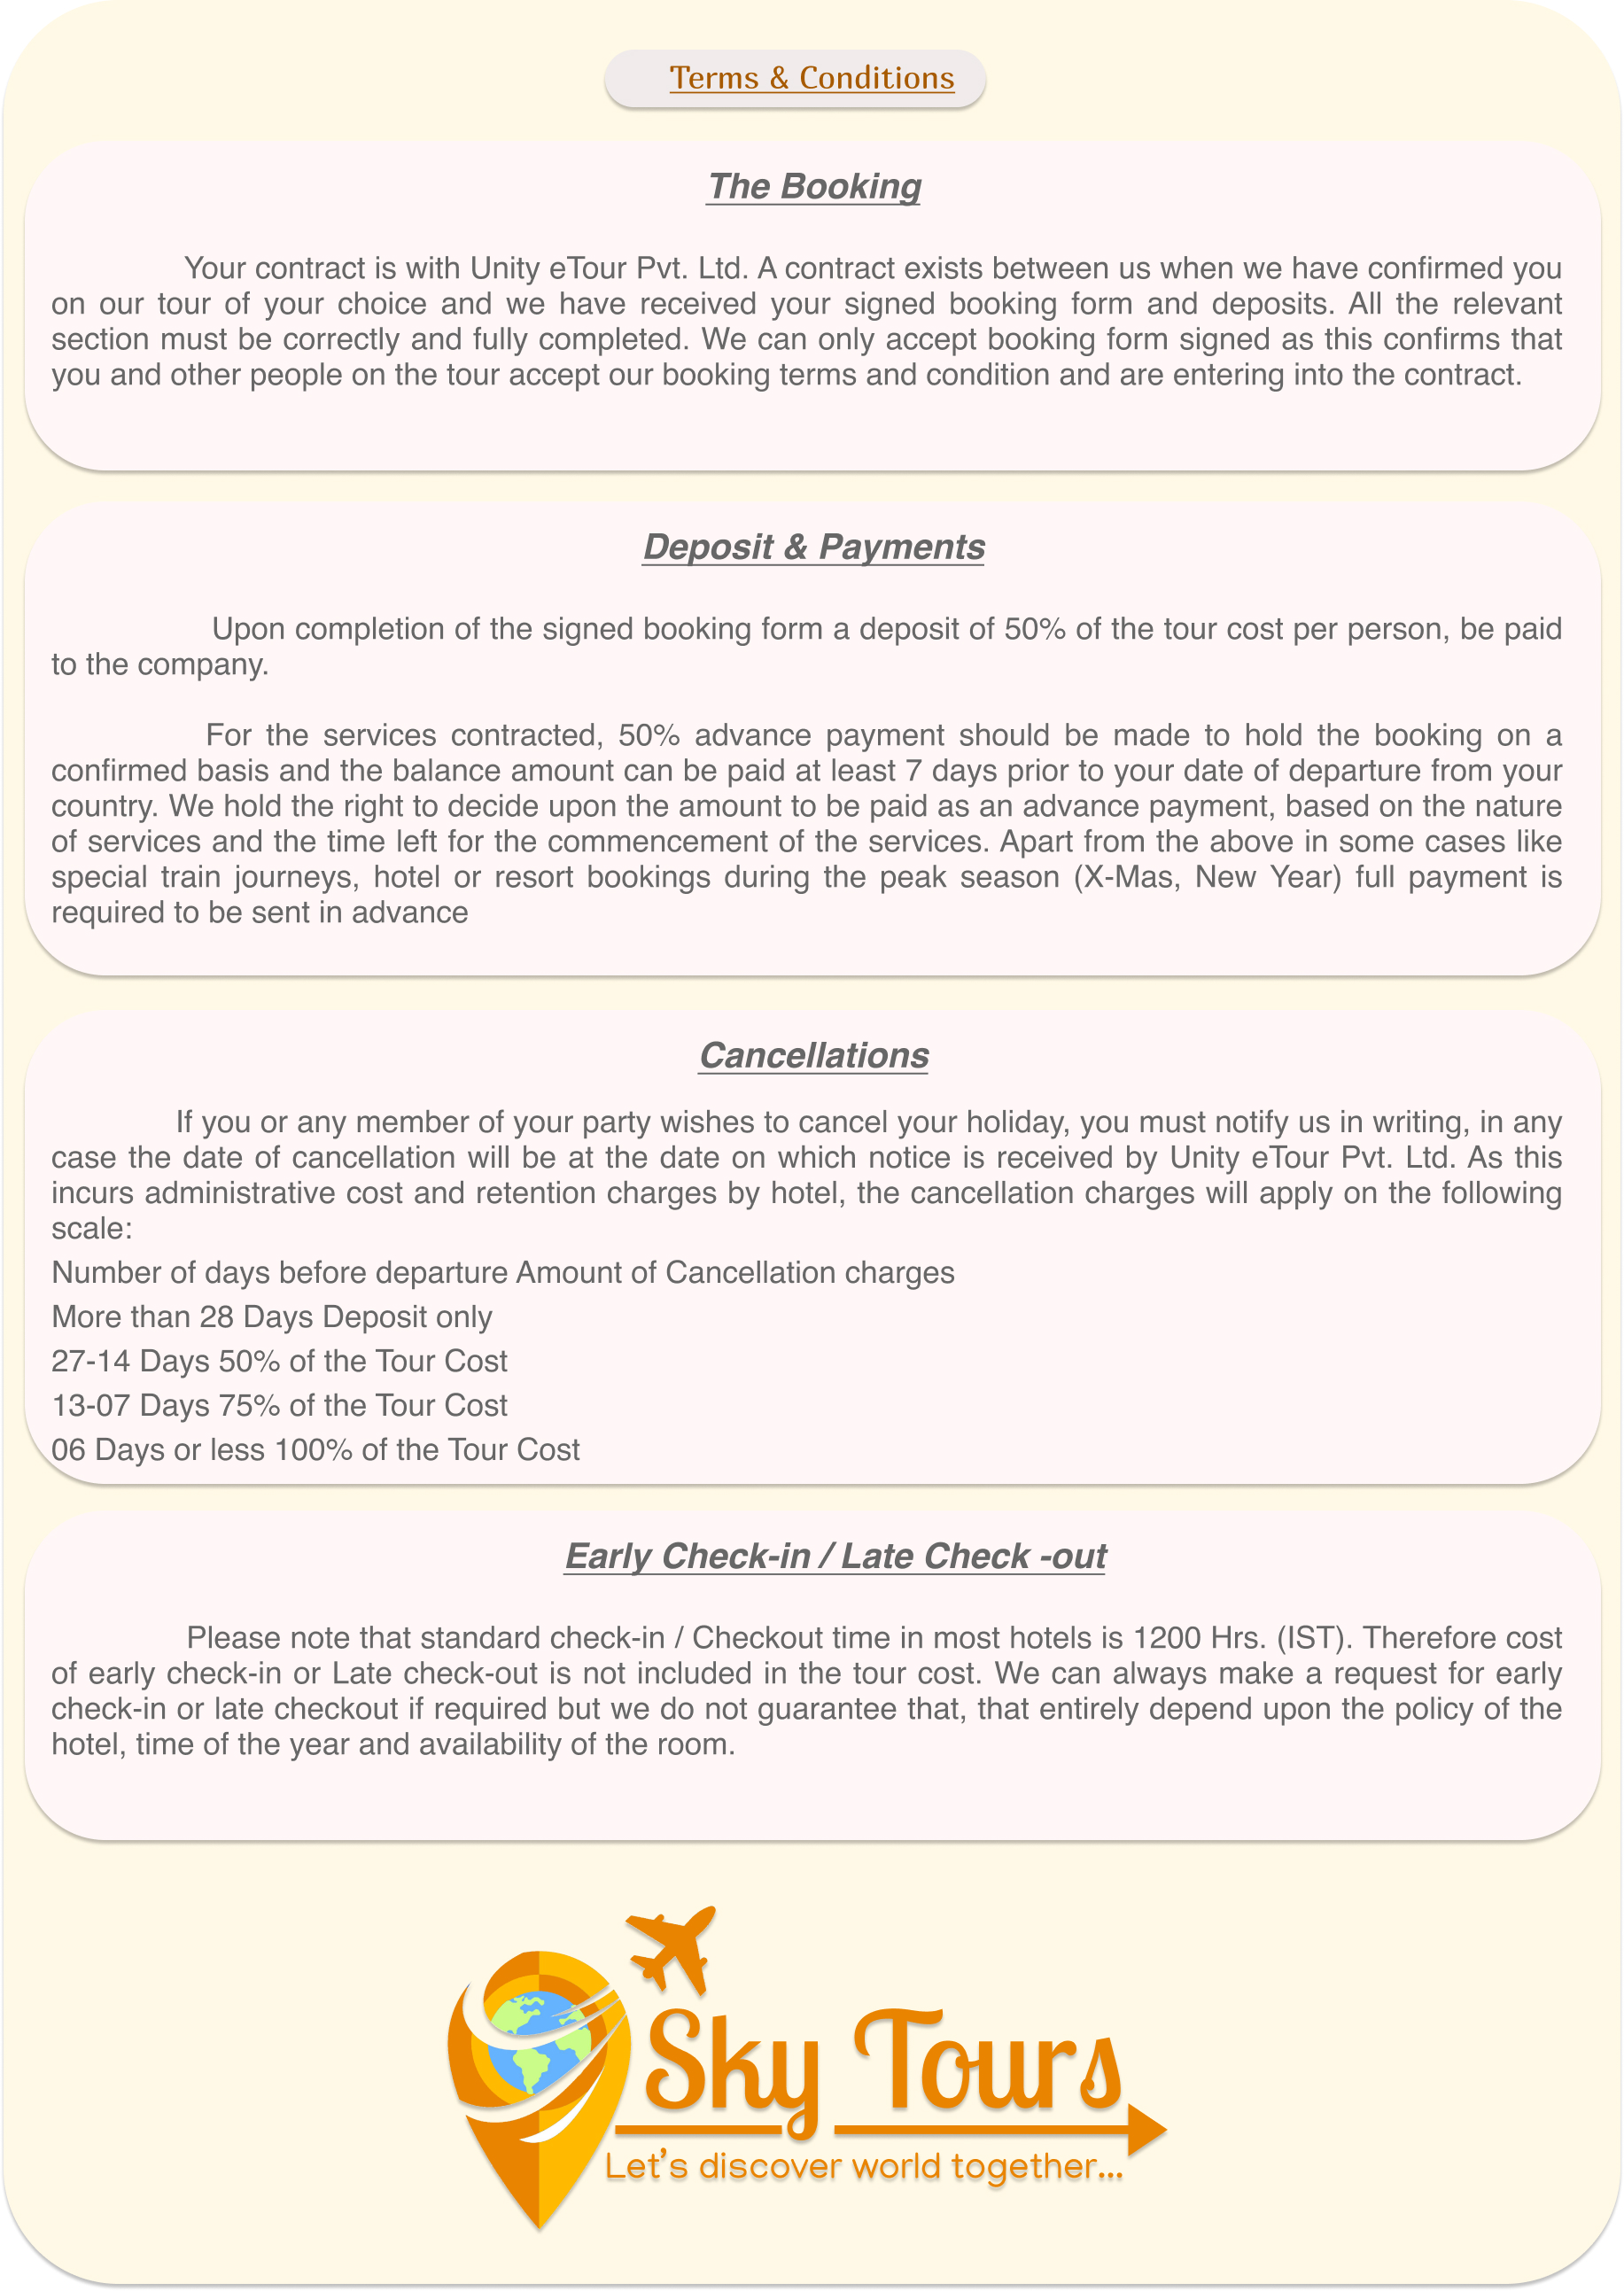 Terms & Conditions
The Booking
Your contract is with Unity eTour Pvt. Ltd. A contract exists between us when we have confirmed you
on our tour of your choice and we have received your signed booking form and deposits. All the relevant
section must be correctly and fully completed. We can only accept booking form signed as this confirms that
you and other people on the tour accept our booking terms and condition and are entering into the contract.
Deposit & Payments
Upon completion of the signed booking form a deposit of 50% of the tour cost per person, be paid
to the company.
For the services contracted, 50% advance payment should be made to hold the booking on a
confirmed basis and the balance amount can be paid at least 7 days prior to your date of departure from your
country. We hold the right to decide upon the amount to be paid as an advance payment, based on the nature
of services and the time left for the commencement of the services. Apart from the above in some cases like
special train journeys, hotel or resort bookings during the peak season (X-Mas, New Year) full payment is
required to be sent in advance
Cancellations
If you or any member of your party wishes to cancel your holiday, you must notify us in writing, in any
case the date of cancellation will be at the date on which notice is received by Unity eTour Pvt. Ltd. As this
incurs administrative cost and retention charges by hotel, the cancellation charges will apply on the following
scale:
Number of days before departure Amount of Cancellation charges
More than 28 Days Deposit only
27-14 Days 50% of the Tour Cost
13-07 Days 75% of the Tour Cost
06 Days or less 100% of the Tour Cost
Early Check-in / Late Check -out
Please note that standard check-in / Checkout time in most hotels is 1200 Hrs. (IST). Therefore cost
of early check-in or Late check-out is not included in the tour cost. We can always make a request for early
check-in or late checkout if required but we do not guarantee that, that entirely depend upon the policy of the
hotel, time of the year and availability of the room.
Sky Tours
Let's discover world together...